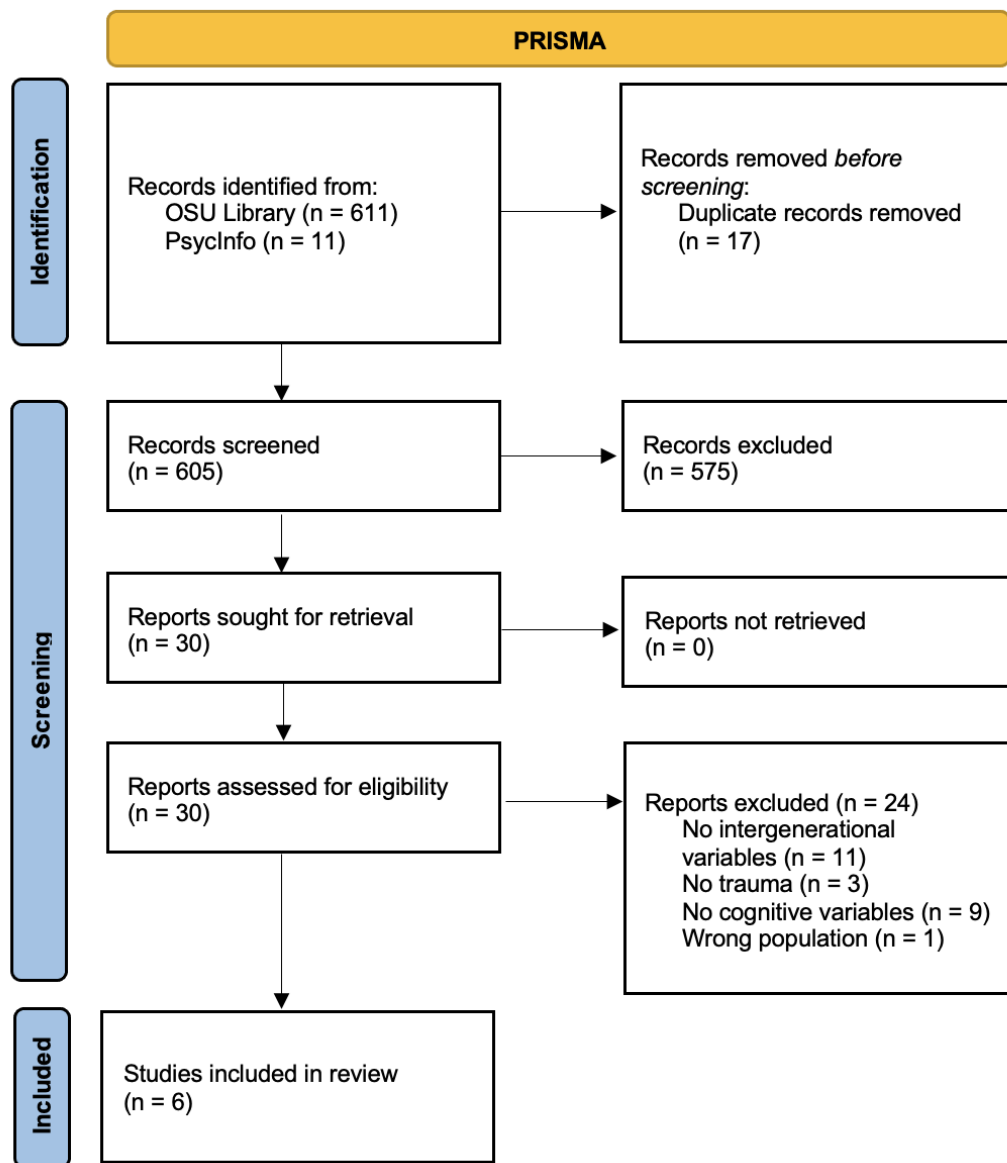 PRISMA
Identification
Records identified from:
OSU Library (n = 611)
PsycInfo (n = 11)
Records removed before
screening:
Duplicate records removed
(n = 17)
Screening
Records screened
(n = 605)
Records excluded
(n = 575)
Reports sought for retrieval
(n = 30)
Reports not retrieved
(n = 0)
Reports assessed for eligibility
(n = 30)
Reports excluded (n = 24)
No intergenerational
variables (n = 11)
No trauma (n = 3)
No cognitive variables (n = 9)
Wrong population (n = 1)
Included
Studies included in review
(n = 6)